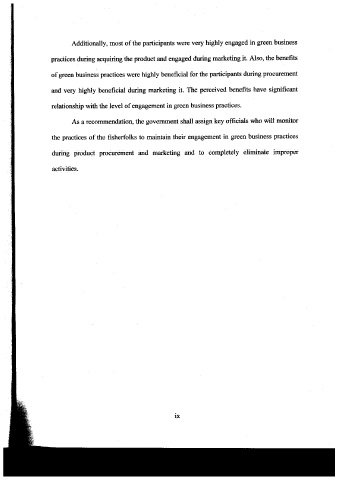 Additionally, most of the participants were very highly engaged in green business
practices during acquiring the product and engaged during marketing it. Also, the benefits
of green business practices were highly beneficial for the participants during procurement
and very highly beneficial during marketing it. The perceived benefits have significant
relationship with the level of engagement in green business practices.
As a recommendation, the government shall assign key officials who will monitor
the practices of the fisherfolks to maintain their engagement in green business practices
during product procurement and marketing and to completely eliminate improper
activities.
ix